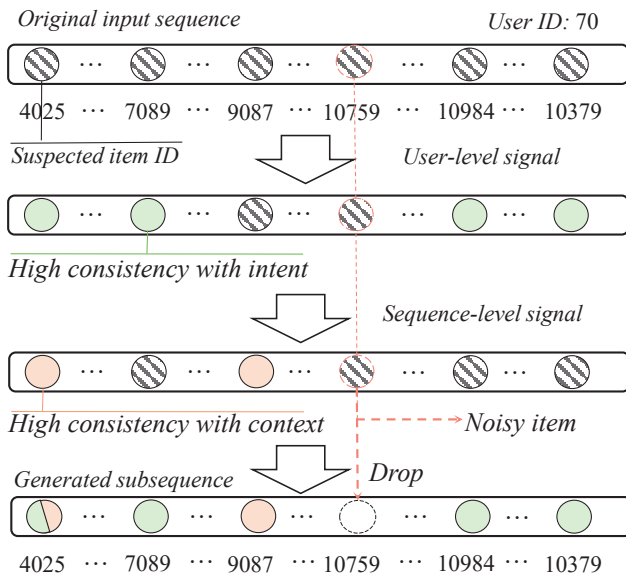 Original input sequence User ID: 70
··· ··· ··· ··· ···
4025 ··· 7089 ··· 9087 ··· 10759 ··· 10984 ··· 10379
Suspected item ID User-level signal
··· ··· ··· ··· ···
High consistency with intent
Sequence-level signal
··· ··· ··· ··· ···
High consistency with context Noisy item
Drop
Generated subsequence
··· ··· ··· ··· ···
4025 ··· 7089 ··· 9087 ··· 10759 ··· 10984 ··· 10379